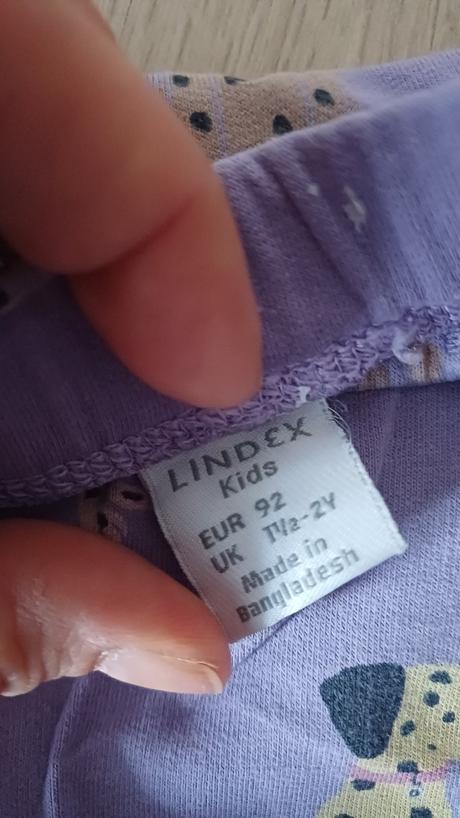 LINDEX
Kids
EUR 92
UK 1½-2Y
Made in
Bangladesh